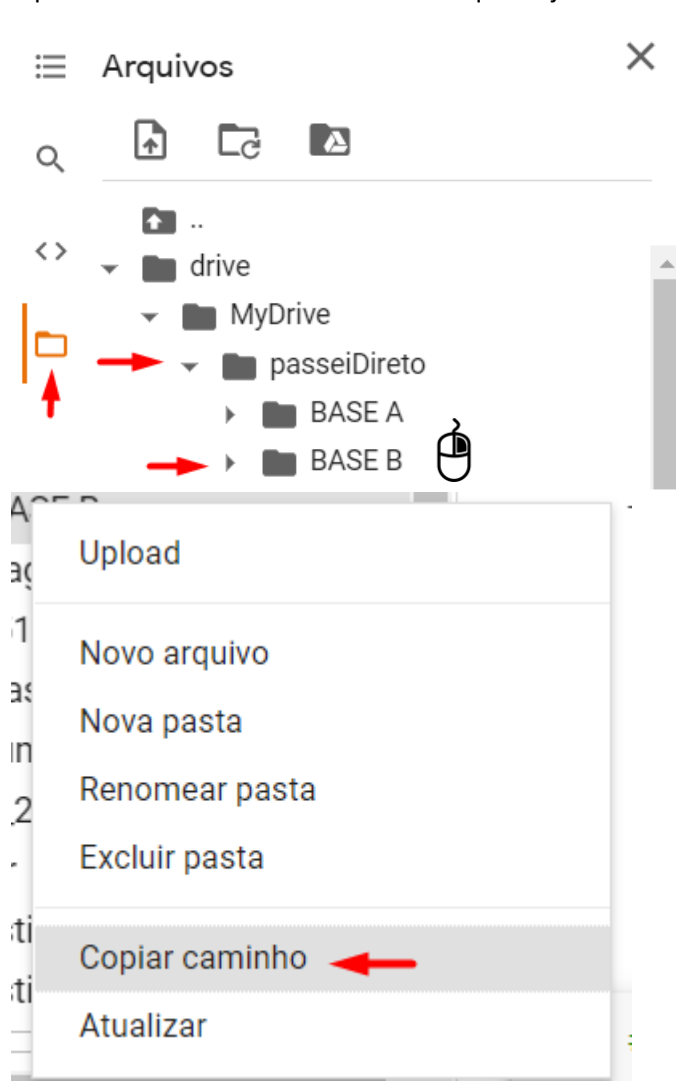 Arquivos
..
drive
MyDrive
passeiDireto
BASE A
BASE B
Upload
Novo arquivo
Nova pasta
Renomear pasta
Excluir pasta
Copiar caminho
Atualizar